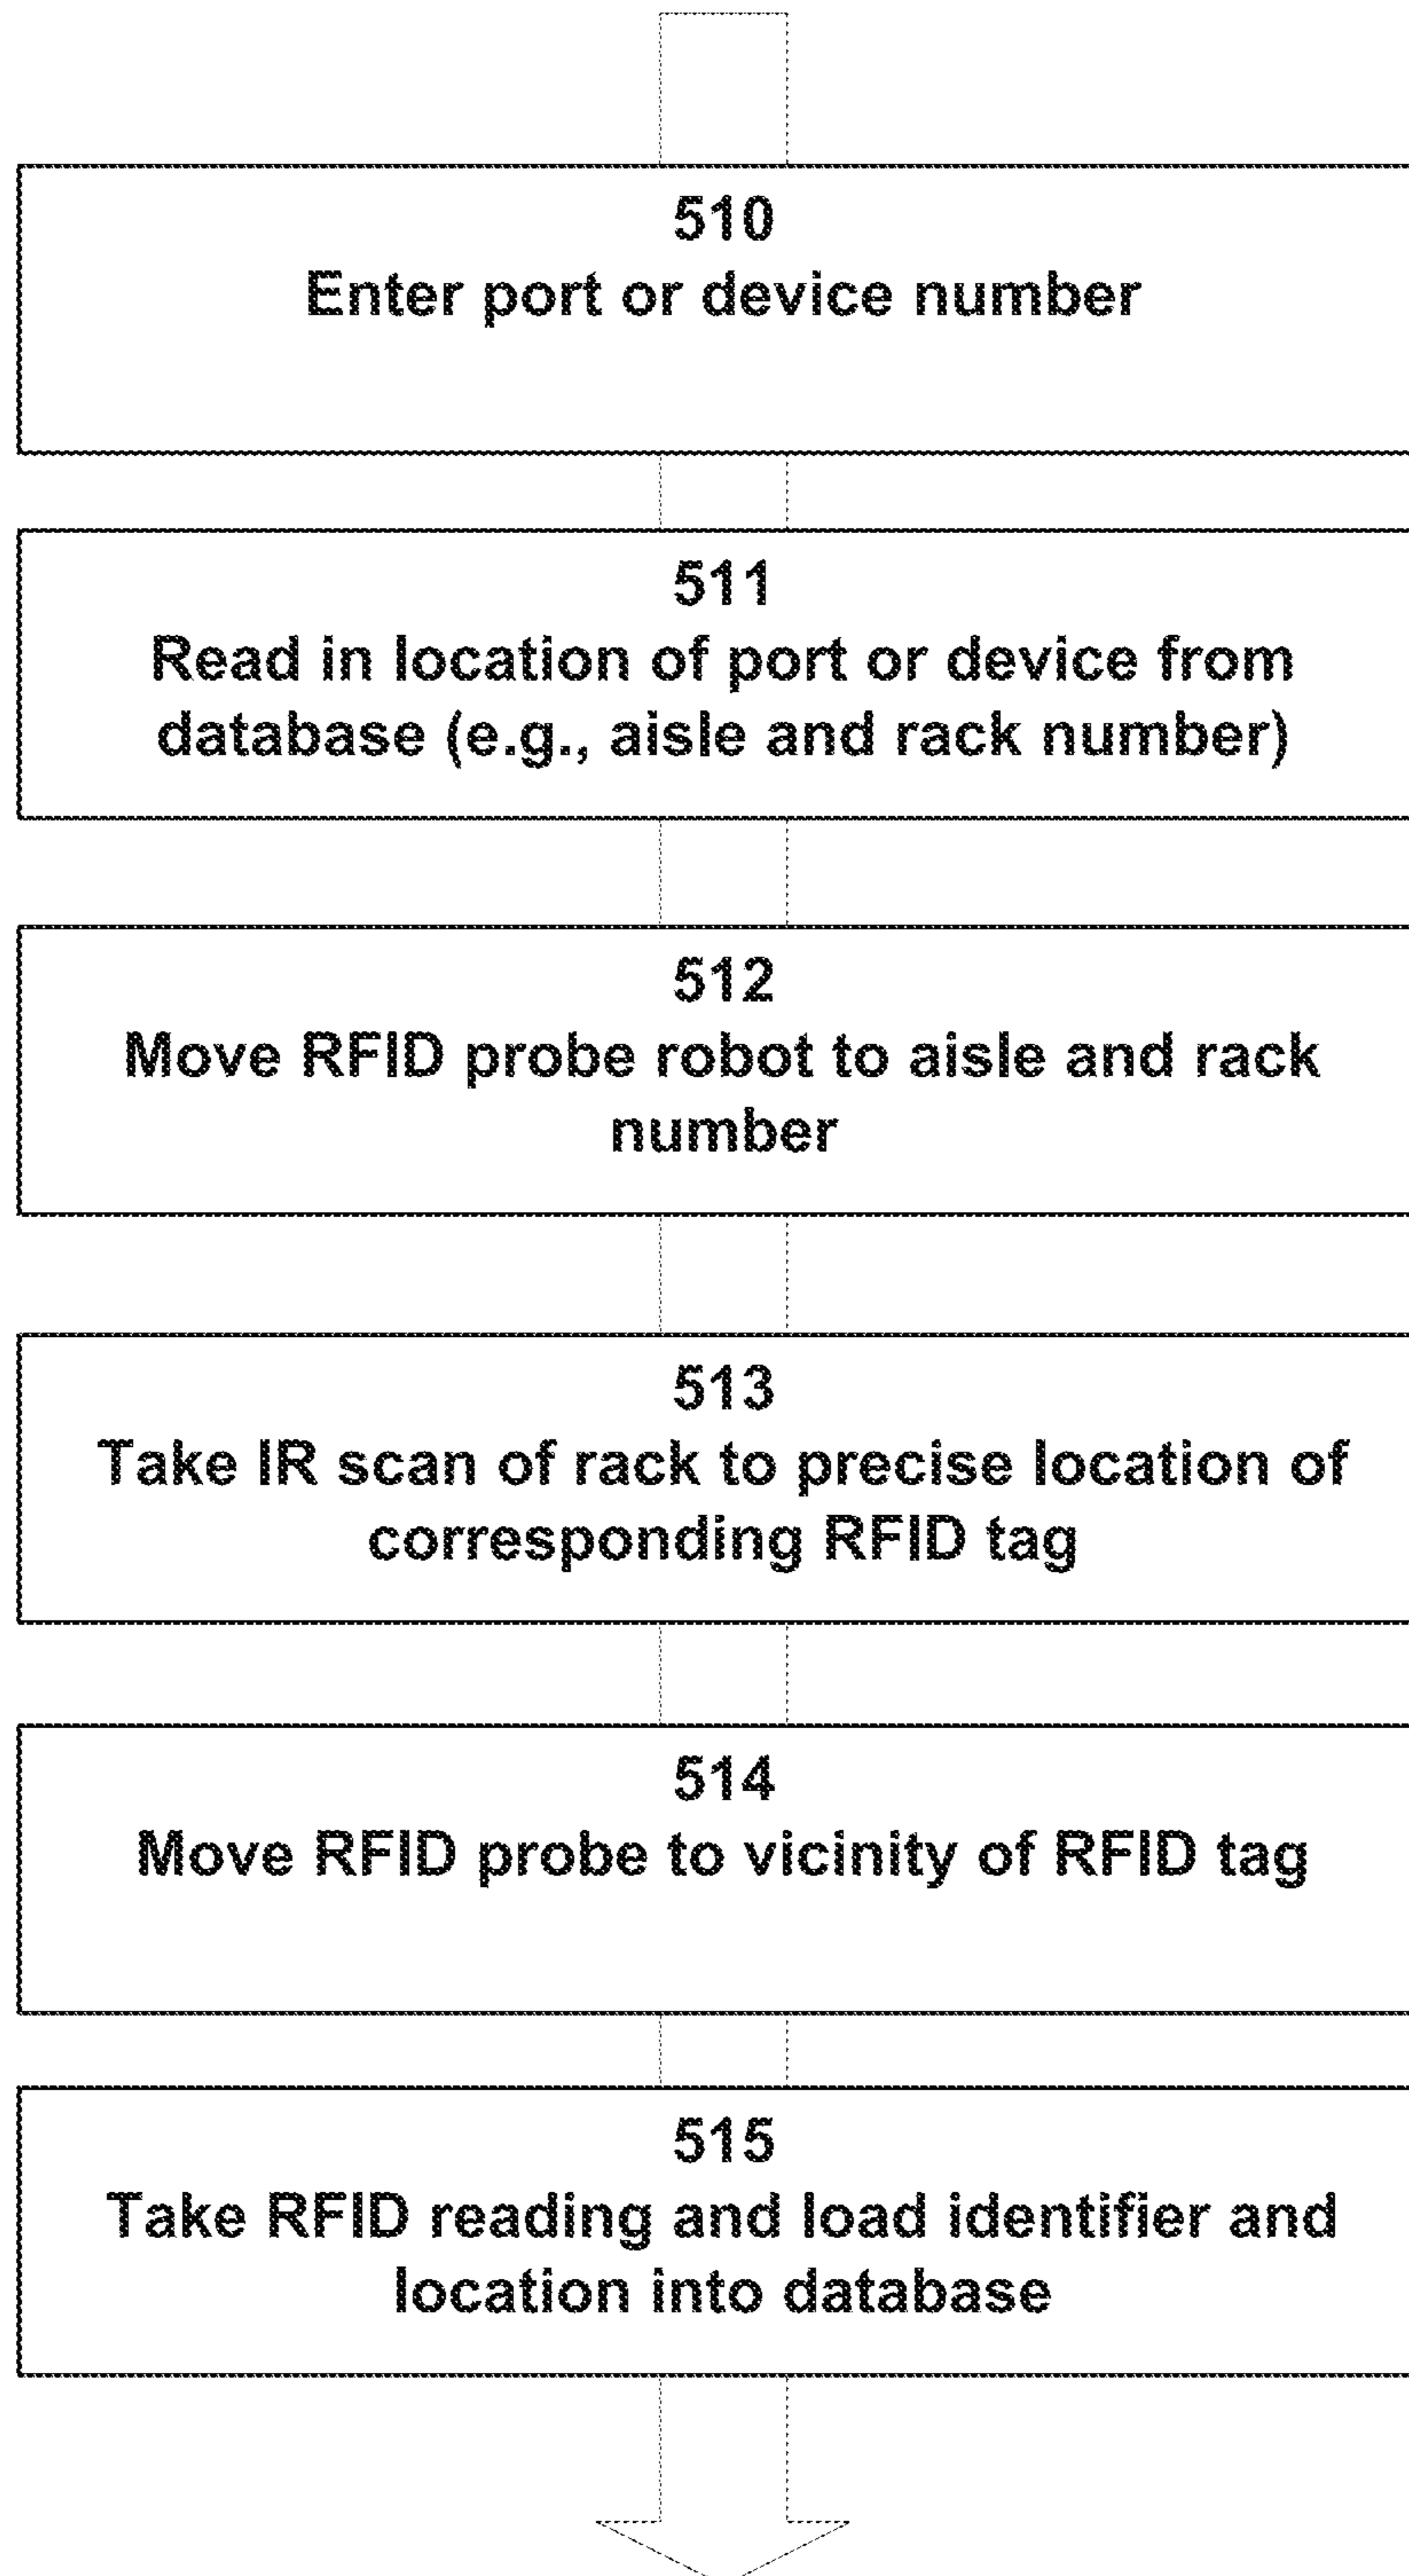 510
Enter port or device number
511
Read in location of port or device from
database (e.g., aisle and rack number)
512
Move RFID probe robot to aisle and rack
number
513
Take IR scan of rack to precise location of
corresponding RFID tag
514
Move RFID probe to vicinity of RFID tag
515
Take RFID reading and load identifier and
location into database